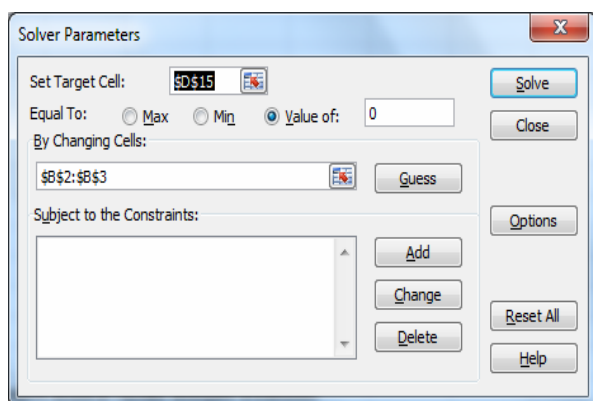 Solver Parameters
X
Set Target Cell: $D$15
Solve
Equal To: Max Min Value of: 0
Close
By Changing Cells:
$B$2:$B$3
Guess
Subject to the Constraints:
Options
Add
Change
Reset All
Delete
Help